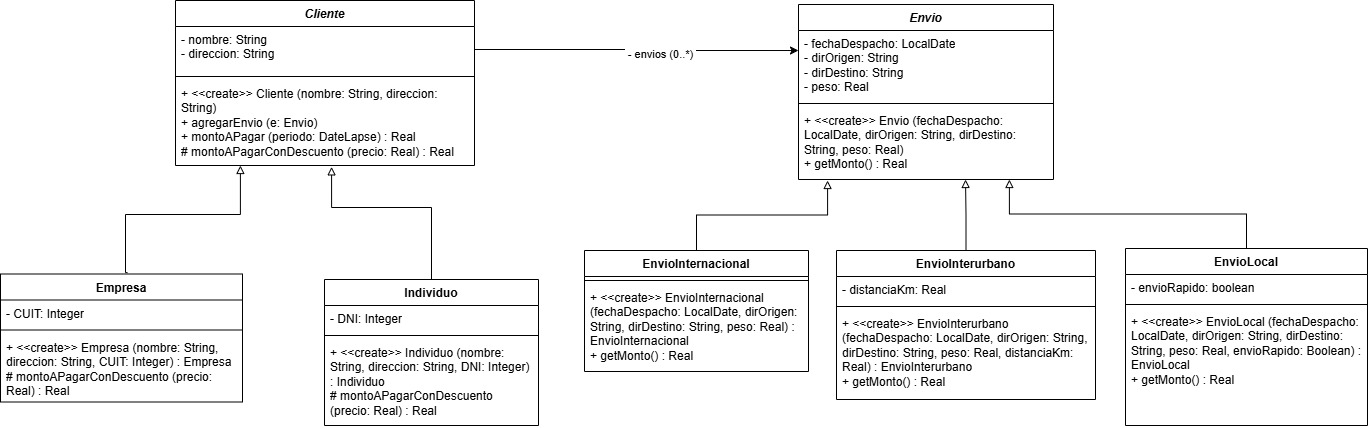 Cliente
- nombre: String
- direccion: String
+ <<create>> Cliente (nombre: String, direccion:
String)
+ agregarEnvio (e: Envio)
+ montoAPagar (periodo: DateLapse) : Real
# montoAPagarConDescuento (precio: Real) : Real
- envios (0..*)
Envio
- fechaDespacho: LocalDate
- dirOrigen: String
- dirDestino: String
- peso: Real
+ <<create>> Envio (fechaDespacho:
LocalDate, dirOrigen: String, dirDestino:
String, peso: Real)
+ getMonto() : Real
Empresa
- CUIT: Integer
+ <<create>> Empresa (nombre: String,
direccion: String, CUIT: Integer) : Empresa
# montoAPagarConDescuento (precio:
Real) : Real
Individuo
- DNI: Integer
+ <<create>> Individuo (nombre:
String, direccion: String, DNI: Integer)
: Individuo
# montoAPagarConDescuento
(precio: Real) : Real
EnvioInternacional
+ <<create>> EnvioInternacional
(fechaDespacho: LocalDate, dirOrigen:
String, dirDestino: String, peso: Real) :
EnvioInternacional
+ getMonto() : Real
EnvioInterurbano
- distanciaKm: Real
+ <<create>> EnvioInterurbano
(fechaDespacho: LocalDate, dirOrigen: String,
dirDestino: String, peso: Real, distanciaKm:
Real) : EnvioInterurbano
+ getMonto() : Real
EnvioLocal
- envioRapido: boolean
+ <<create>> EnvioLocal (fechaDespacho:
LocalDate, dirOrigen: String, dirDestino:
String, peso: Real, envioRapido: Boolean) :
EnvioLocal
+ getMonto() : Real